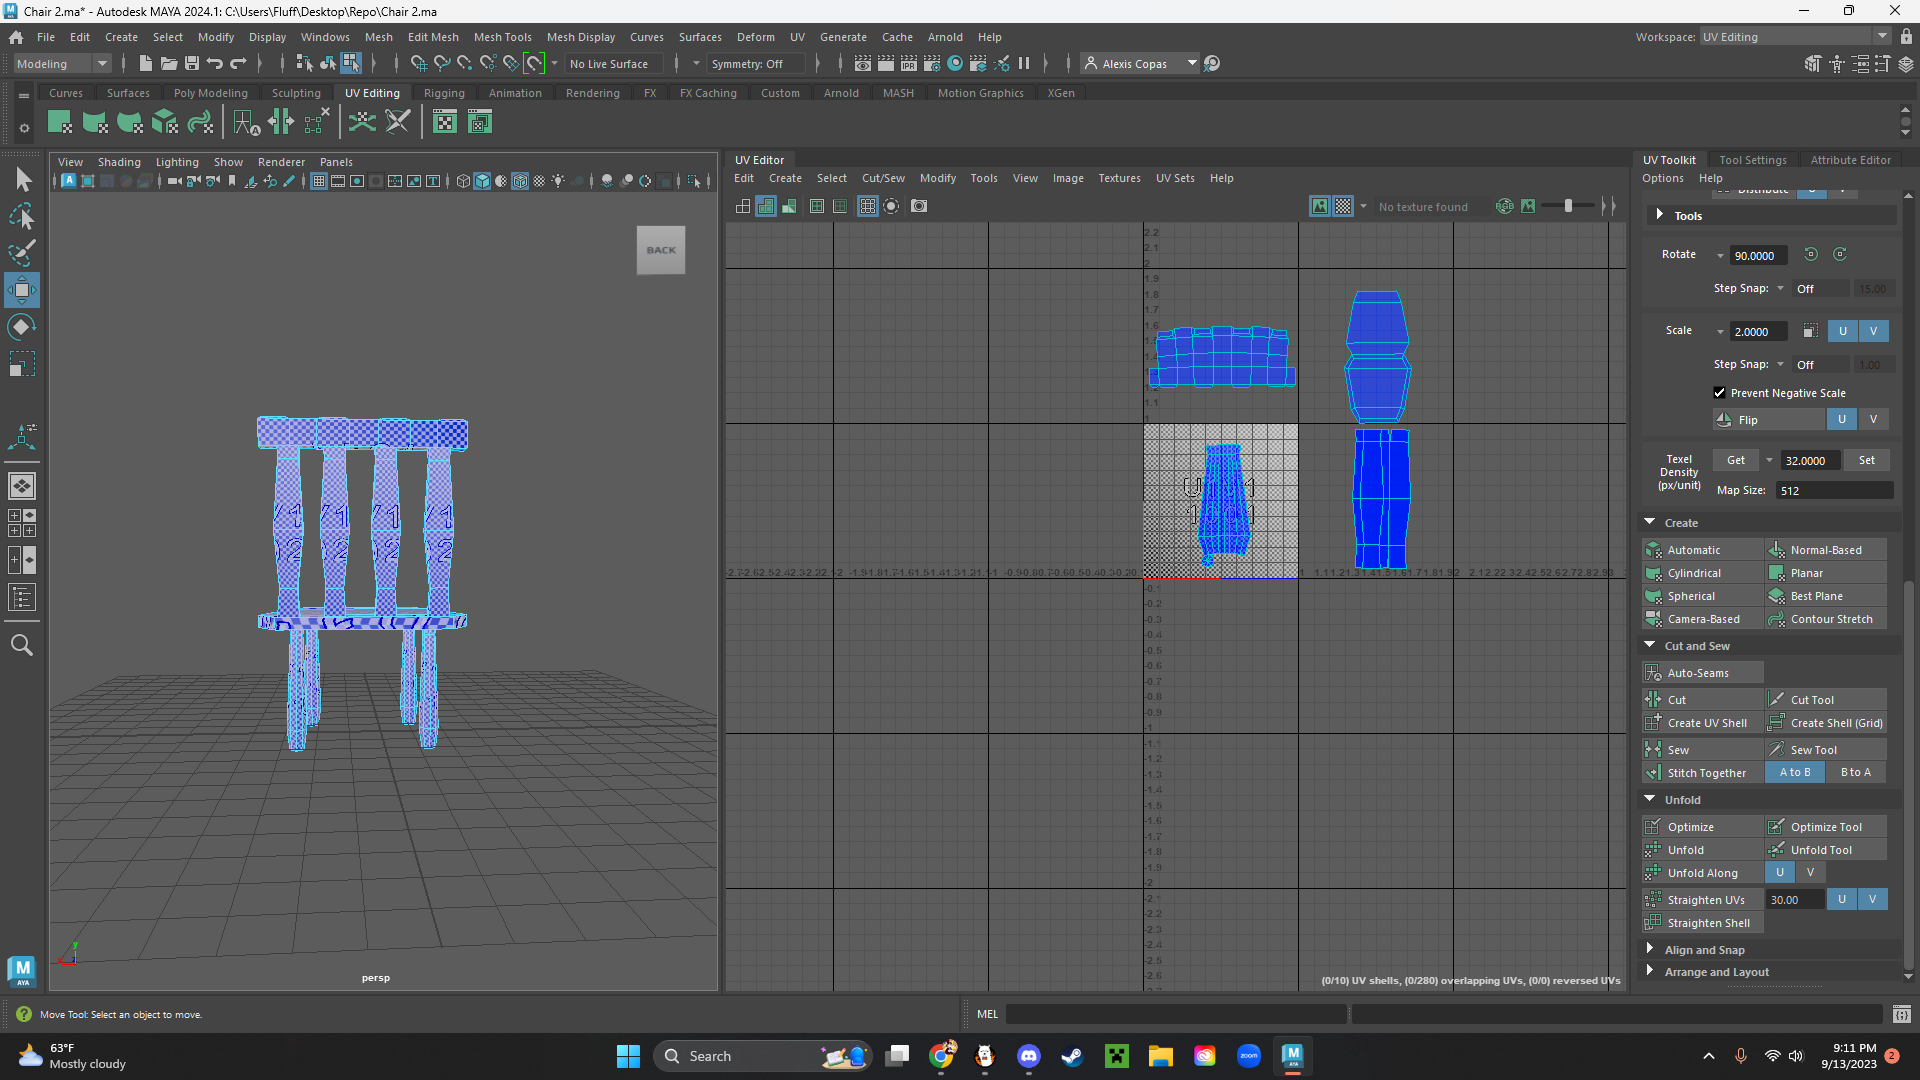 Chair 2.ma* - Autodesk MAYA 2024.1: C:\Users\Fluff\Desktop\Repo\Chair 2.ma
File Edit Create Select Modify Display Windows Mesh Edit Mesh Mesh Tools Mesh Display Curves Surfaces Deform UV Generate Cache Arnold Help
Workspace: UV Editing
Modeling No Live Surface Symmetry: Off Alexis Copas
Curves Surfaces Poly Modeling Sculpting UV Editing Rigging Animation Rendering FX FX Caching Custom Arnold MASH Motion Graphics XGen
View Shading Lighting Show Renderer Panels
BACK
persp
UV Editor
Edit Create Select Cut/Sew Modify Tools View Image Textures UV Sets Help
No texture found
(0/10) UV shells, (0/280) overlapping UVs, (0/0) reversed UVs
UV Toolkit Tool Settings Attribute Editor
Options Help
Distribute
Tools
Rotate 90.0000
Step Snap: Off 15.00
Scale 2.0000 U V
Step Snap: Off 1.00
Prevent Negative Scale
Flip U V
Texel Density (px/unit) Get 32.0000 Set
Map Size: 512
Create
Automatic Normal-Based
Cylindrical Planar
Spherical Best Plane
Camera-Based Contour Stretch
Cut and Sew
Auto-Seams
Cut Cut Tool
Create UV Shell Create Shell (Grid)
Sew Sew Tool
Stitch Together A to B B to A
Unfold
Optimize Optimize Tool
Unfold Unfold Tool
Unfold Along U V
Straighten UVs 30.00 U V
Straighten Shell
Align and Snap
Arrange and Layout
Move Tool: Select an object to move.
MEL
63°F
Mostly cloudy
Search
zoom
9:11 PM
9/13/2023
2